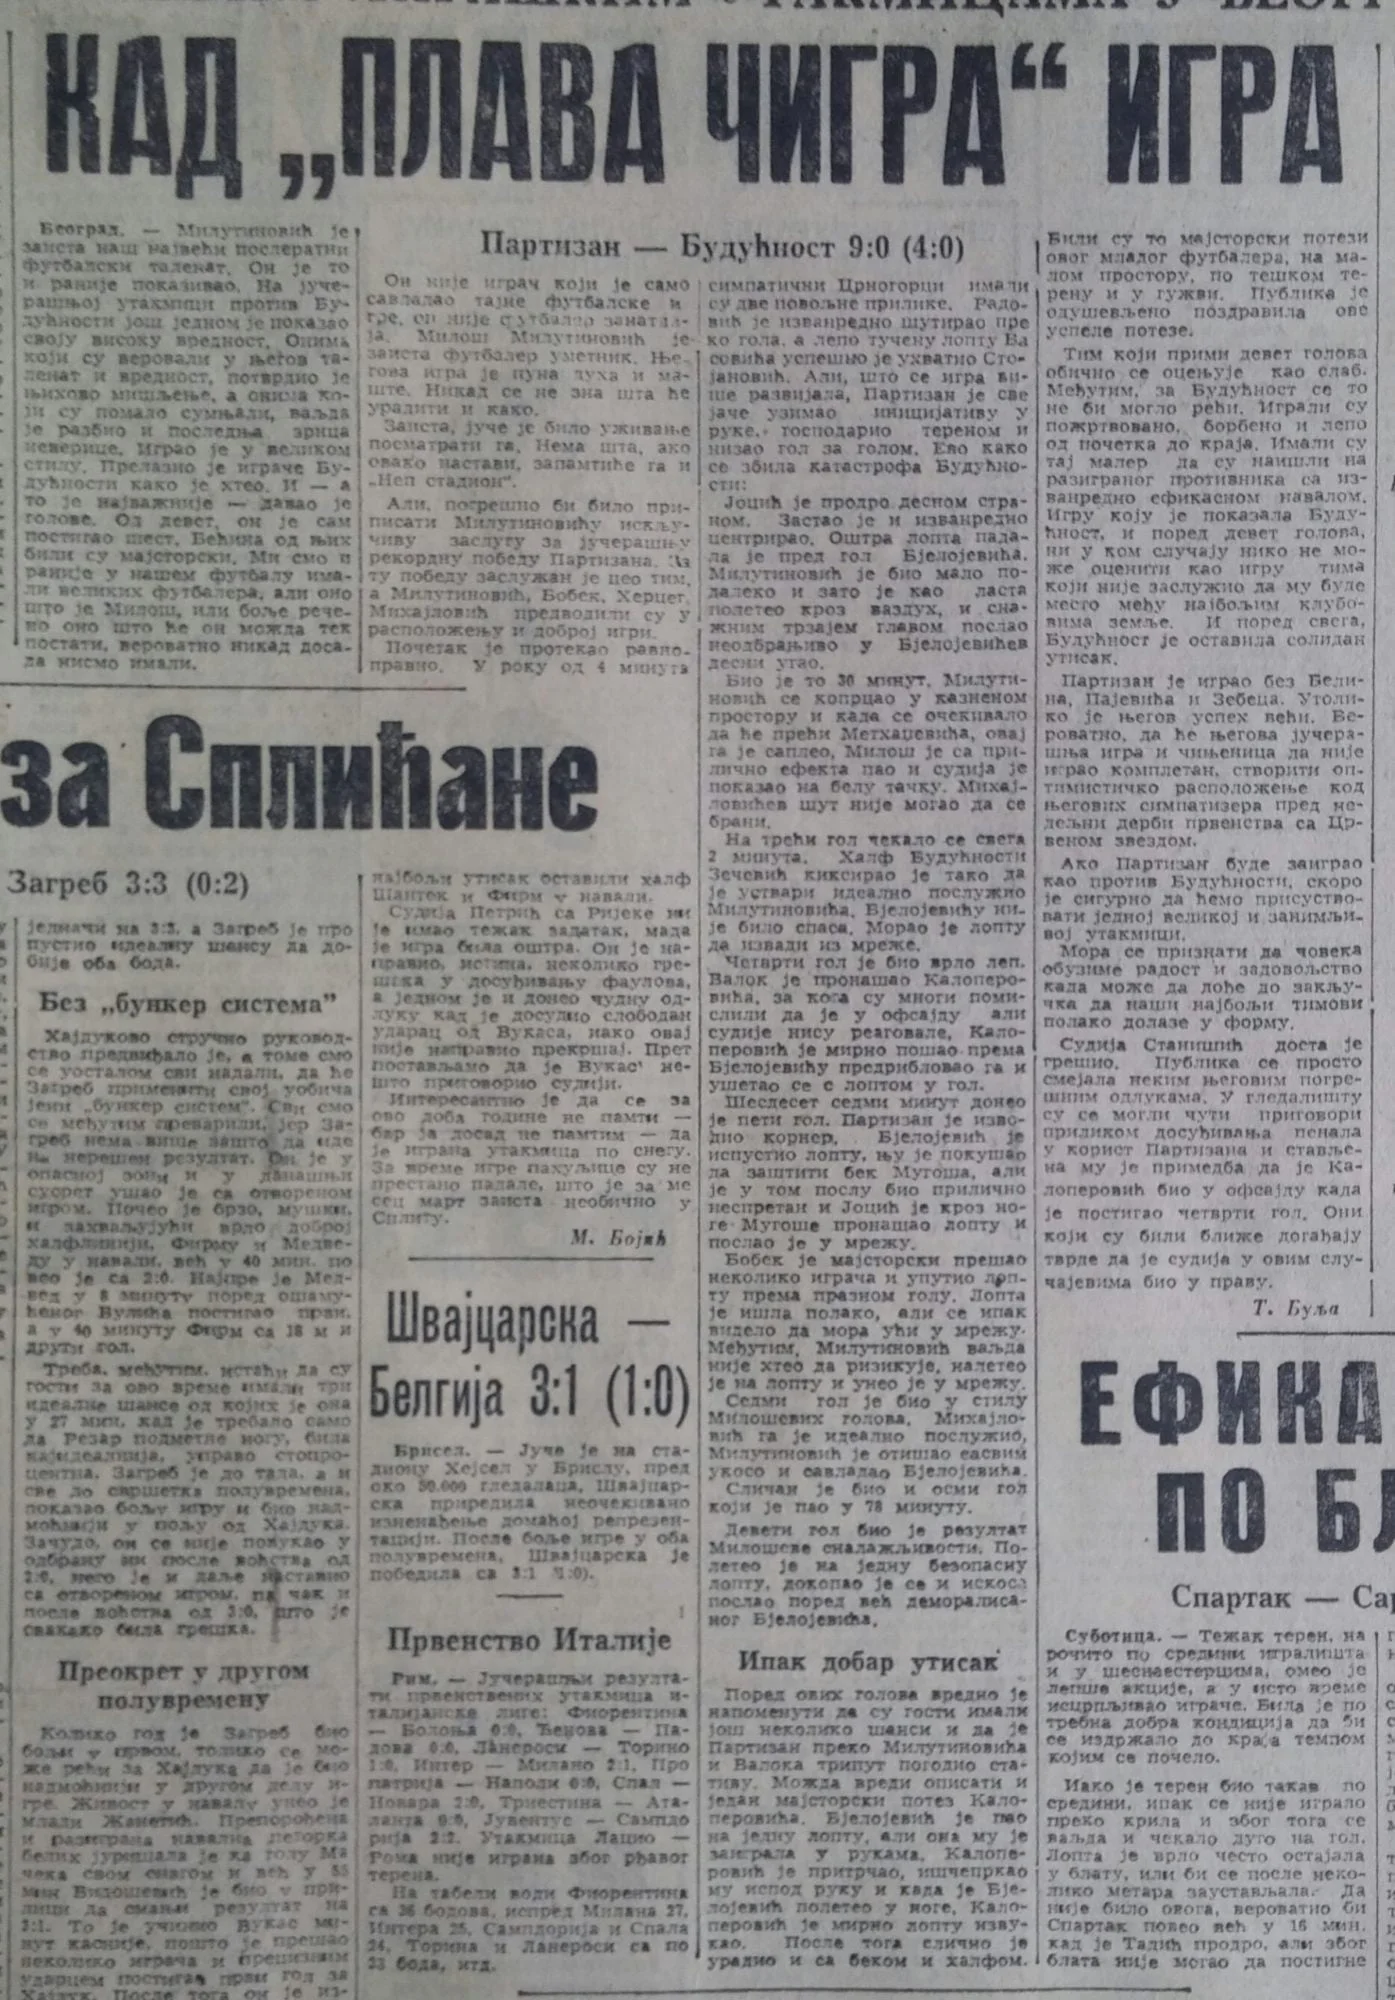 КАД „ПЛАВА ЧИГРА“ ИГРА
Београд. — Милутиновић је
заиста наш највећи послератни
футбалски таленат. Он је то
и раније показивао. На јуче-
рашњој утакмици против Бу-
дућности још једном је показао
своју високу вредност. Онима
који су веровали у његов та-
ленат и вредност, потврдио је
њихово мишљење, а онима ко-
ји су помало сумњали, ваљда
је разбио и последња зрнца
неверице. Играо је у великом
стилу. Прелазио је играче Бу-
дућности како је хтео. И — а
то је најважније — давао је
голове. Од девет, он је сам
постигао шест. Већина од њих
били су мајсторски. Ми смо и
раније у нашем футбалу има-
ли великих футбалера, али оно
што је Милош, или боље рече-
но оно што ће он можда тек
постати, вероватно никад доса-
да нисмо имали.
Партизан — Будућност 9:0 (4:0)
Он није играч који је само
савладао тајне футбалске и-
гре, он није футбалер занатли-
ја. Милош Милутиновић је
заиста футбалер уметник. Ње-
гова игра је пуна духа и ма-
ште. Никад се не зна шта ће
урадити и како.
Заиста, јуче је било уживање
посматрати га. Нема шта, ако
овако настави, запамтиће га и
„Неп стадион“.
Али, погрешно би било при-
писати Милутиновићу искљу-
чиву заслугу за јучерашњу
рекордну победу Партизана. За
ту победу заслужан је цео тим,
а Милутиновић, Бобек, Херцег,
Михајловић предводили су у
расположењу и доброј игри.
Почетак је протекао равно-
правно. У року од 4 минута
симпатични Црногорци имали
су две повољне прилике. Радо-
вић је изванредно шутирао пре
ко гола, а лепо тучену лопту Ва
совића успешно је ухватио Сто-
јановић. Али, што се игра ви-
ше развијала, Партизан је све
јаче узимао иницијативу у
руке, господарио тереном и
низао гол за голом. Ево како
се збила катастрофа Будућно-
сти:
Јоцић је продро десном стра-
ном. Застао је и изванредно
центрирао. Оштра лопта пада-
ла је пред гол Бјелојевића.
Милутиновић је био мало по-
далеко и зато је као ласта
полетео кроз ваздух, и сна-
жним трзајем главом послао
неодбрањиво у Бјелојевићев
десни угао.
Био је то 30 минут. Милути-
новић се копрцао у казненом
простору и када се очекивало
да ће прећи Метхаџевића, овај
га је саплео. Милош је са при-
лично ефекта пао и судија је
показао на белу тачку. Михај-
ловићев шут није могао да се
брани.
На трећи гол чекало се свега
2 минута. Халф Будућности
Зечевић киксирао је тако да
је уствари идеално послужио
Милутиновића. Бјелојевићу ни-
је било спаса. Морао је лопту
да извади из мреже.
Четврти гол је био врло леп.
Валок је пронашао Калопе­ро-
вића, за кога су многи поми-
слили да је у офсајду али
судије нису реаговале. Кало-
перовић је мирно пошао према
Бјелојевићу предрибловао га и
ушетао се с лоптом у гол.
Шесдесет седми минут донео
је пети гол. Партизан је изво-
дио корнер. Бјелојевић је
испустио лопту, њу је покушао
да заштити бек Мугоша, али
је у том послу био прилично
неспретан и Јоцић је кроз но-
ге Мугоше пронашао лопту и
послао је у мрежу.
Бобек је мајсторски прешао
неколико играча и упутио лоп-
ту према празном голу. Лопта
је ишла полако, али се ипак
видело да мора ући у мрежу.
Међутим, Милутиновић ваљда
није хтео да ризикује, налетео
је на лопту и унео је у мрежу.
Седми гол је био у стилу
Милошевих голова. Михајло-
вић га је идеално послужио,
Милутиновић је отишао сасвим
укосо и савладао Бјелојевића.
Сличан је био и осми гол
који је пао у 78 минуту.
Девети гол био је резултат
Милошеве сналажљивости. По-
летео је на једну безопасну
лопту, докопао је се и искоса
послао поред већ деморалиса-
ног Бјелојевића.
Ипак добар утисак
Поред ових голова вредно је
напоменути да су гости имали
још неколико шанси и да је
Партизан преко Милутиновића
и Валока трипут погодио ста-
тиву. Можда вреди описати и
један мајсторски потез Кало-
перовића. Бјелојевић је пао
на једну лопту, али она му је
заиграла у рукама. Калопе-
ровић је притрчао, ишчепркао
му испод руку и када је Бје-
лојевић полетео у ноге, Кало-
перовић је мирно лопту изву-
као. После тога слично је
урадио и са беком и халфом.
Били су то мајсторски потези
овог младог футбалера, на ма-
лом простору, по тешком те-
рену и у гужви. Публика је
одушевљено поздравила ове
успеле потезе.
Тим који прими девет голова
обично се оцењује као слаб.
Међутим, за Будућност се то
не би могло рећи. Играли су
пожртвовано, борбено и лепо
од почетка до краја. Имали су
тај малер да су наишли на
разиграног противника са из-
ванредно ефикасном навалом.
Игру коју је показала Буду-
ћност, и поред девет голова,
ни у ком случају нико не мо-
же оценити као игру тима
који није заслужио да му буде
место међу најбољим клубо-
вима земље. И поред свега,
Будућност је оставила солидан
утисак.
Партизан је играо без Бели-
на, Пајевића и Зебеца. Утоли-
ко је његов успех већи. Ве-
роватно, да ће његова јучера-
шња игра и чињеница да није
играо комплетан, створити оп-
тимистичко расположење код
његових симпатизера пред не-
дељни дерби првенства са Цр-
веном звездом.
Ако Партизан буде заиграо
као против Будућности, скоро
је сигурно да ћемо присуство-
вати једној великој и занимљи-
вој утакмици.
Мора се признати да човека
обузиме радост и задовољство
када може да дође до закљу-
чка да наши најбољи тимови
полако долазе у форму.
Судија Станишић доста је
грешио. Публика се просто
смејала неким његовим погре-
шним одлукама. У гледалишту
су се могли чути приговори
приликом досуђивања пенала
у корист Партизана и ставље-
на му је примедба да је Ка-
лоперовић био у офсајду када
је постигао четврти гол. Они
који су били ближе догађају
тврде да је судија у овим слу-
чајевима био у праву.
Т. Буља
за Сплићане
Загреб 3:3 (0:2)
једначи на 3:3, а Загреб је про
пустио идеалну шансу да до-
бије оба бода.
Без „бункер система”
Хајдуково стручно руковод-
ство предвиђало је, а томе смо
се уосталом сви надали, да ће
Загреб применити свој уобича
јени „бункер систем“. Сви смо
се међутим преварили, јер За-
греб нема више зашто да иде
на нерешен резултат. Он је у
опасној зони и у данашњи
сусрет ушао је са отвореном
игром. Почео је брзо, мушки,
и захваљујући врло доброј
халфлинији, Фирму и Медве-
ду у навали, већ у 40 мин. по
вео је са 2:0. Најпре је Мед-
вед у 8 минуту поред ошаму-
ћеног Вулића постигао први,
а у 40 минуту Фирм са 18 м и
други гол.
Треба, међутим, истаћи да су
гости за ово време имали три
идеалне шансе од којих је она
у 27 мин, кад је требало само
да Резар подметне ногу, била
најидеалнија, управо стопро-
центна. Загреб је до тада, а и
све до свршетка полувремена,
показао бољу игру и био над-
моћнији у пољу од Хајдука.
Зачудо, он се није повукао у
одбрану ни после воћства од
2:0, него је и даље наставио
са отвореном игром, па чак и
после воћства од 3:0, што је
свакако била грешка.
Преокрет у другом
полувремену
Колико год је Загреб био
бољи у првом, толико се мо-
же рећи за Хајдука да је био
надмоћнији у другом делу и-
гре. Живост у навалу унео је
млади Жанетић. Препорођена
и разиграна навална петорка
белих јуришала је ка голу Ма
чека свом снагом и већ у 55
мин Видошевић је био у при-
лици да смањи резултат на
3:1. То је учинио Вукас ми-
нут касније, пошто је прешао
неколико играча и прецизним
ударцем постигао први гол за
Хајдук. После тога он је из-
најбољи утисак оставили халф
Шантек и Фирм у навали.
Судија Петрић са Ријеке ни
је имао тежак задатак, мада
је игра била оштра. Он је на-
правио, истина, неколико гре-
шака у досуђивању фаулова,
а једном је и донео чудну од-
луку кад је досудио слободан
ударац од Вукаса, иако овај
није направио прекршај. Прет
постављамо да је Вукас не-
што приговорио судији.
Интересантно је да се за
ово доба године не памти —
бар ја досад не памтим — да
је играна утакмица по снегу.
За време игре пахуљице су не
престано падале, што је за ме
сец март заиста необично у
Сплиту.
М. Бојић
Швајцарска —
Белгија 3:1 (1:0)
Брисел. — Јуче је на ста-
диону Хејсел у Брислу, пред
око 50.000 гледалаца, Швајцар-
ска приредила неочекивано
изненађење домаћој репрезен-
тацији. После боље игре у оба
полувремена, Швајцарска је
победила са 3:1 (1:0).
Првенство Италије
Рим. — Јучерашњи резулта-
ти првенствених утакмица и-
талијанске лиге: Фиорентина
— Болоња 0:0, Ђенова — Па-
дова 0:0, Ланероси — Торино
1:0, Интер — Милано 2:1, Про
патрија — Наполи 0:0, Спал —
Новара 2:0, Триестина — Ата-
ланта 0:0, Јувентус — Сампдо
рија 2:2. Утакмица Лацио —
Рома није играна због рђавог
терена.
На табели води Фиорентина
са 36 бодова, испред Милана 27,
Интера 25, Сампдорија и Спала
24, Торина и Ланероси са по
23 бода, итд.
ЕФИКА
ПО
Спартак —
Суботица. — Тежак терен, на
рочито по средини игралишта
и у шеснаестерцима, омео је
лепше акције, а у исто време
исцрпљивао играче. Била је по
требна добра кондиција да би
се издржало до краја темпом
којим се почело.
Иако је терен био такав по
средини, ипак се није играло
преко крила и због тога се
ваљда и чекало дуго на гол.
Лопта је врло често остајала
у блату, или би се после неко-
лико метара заустављала. Да
није било овога, вероватно би
Спартак повео већ у 16 мин.
кад је Тадић продро, али због
блата није могао да постигне